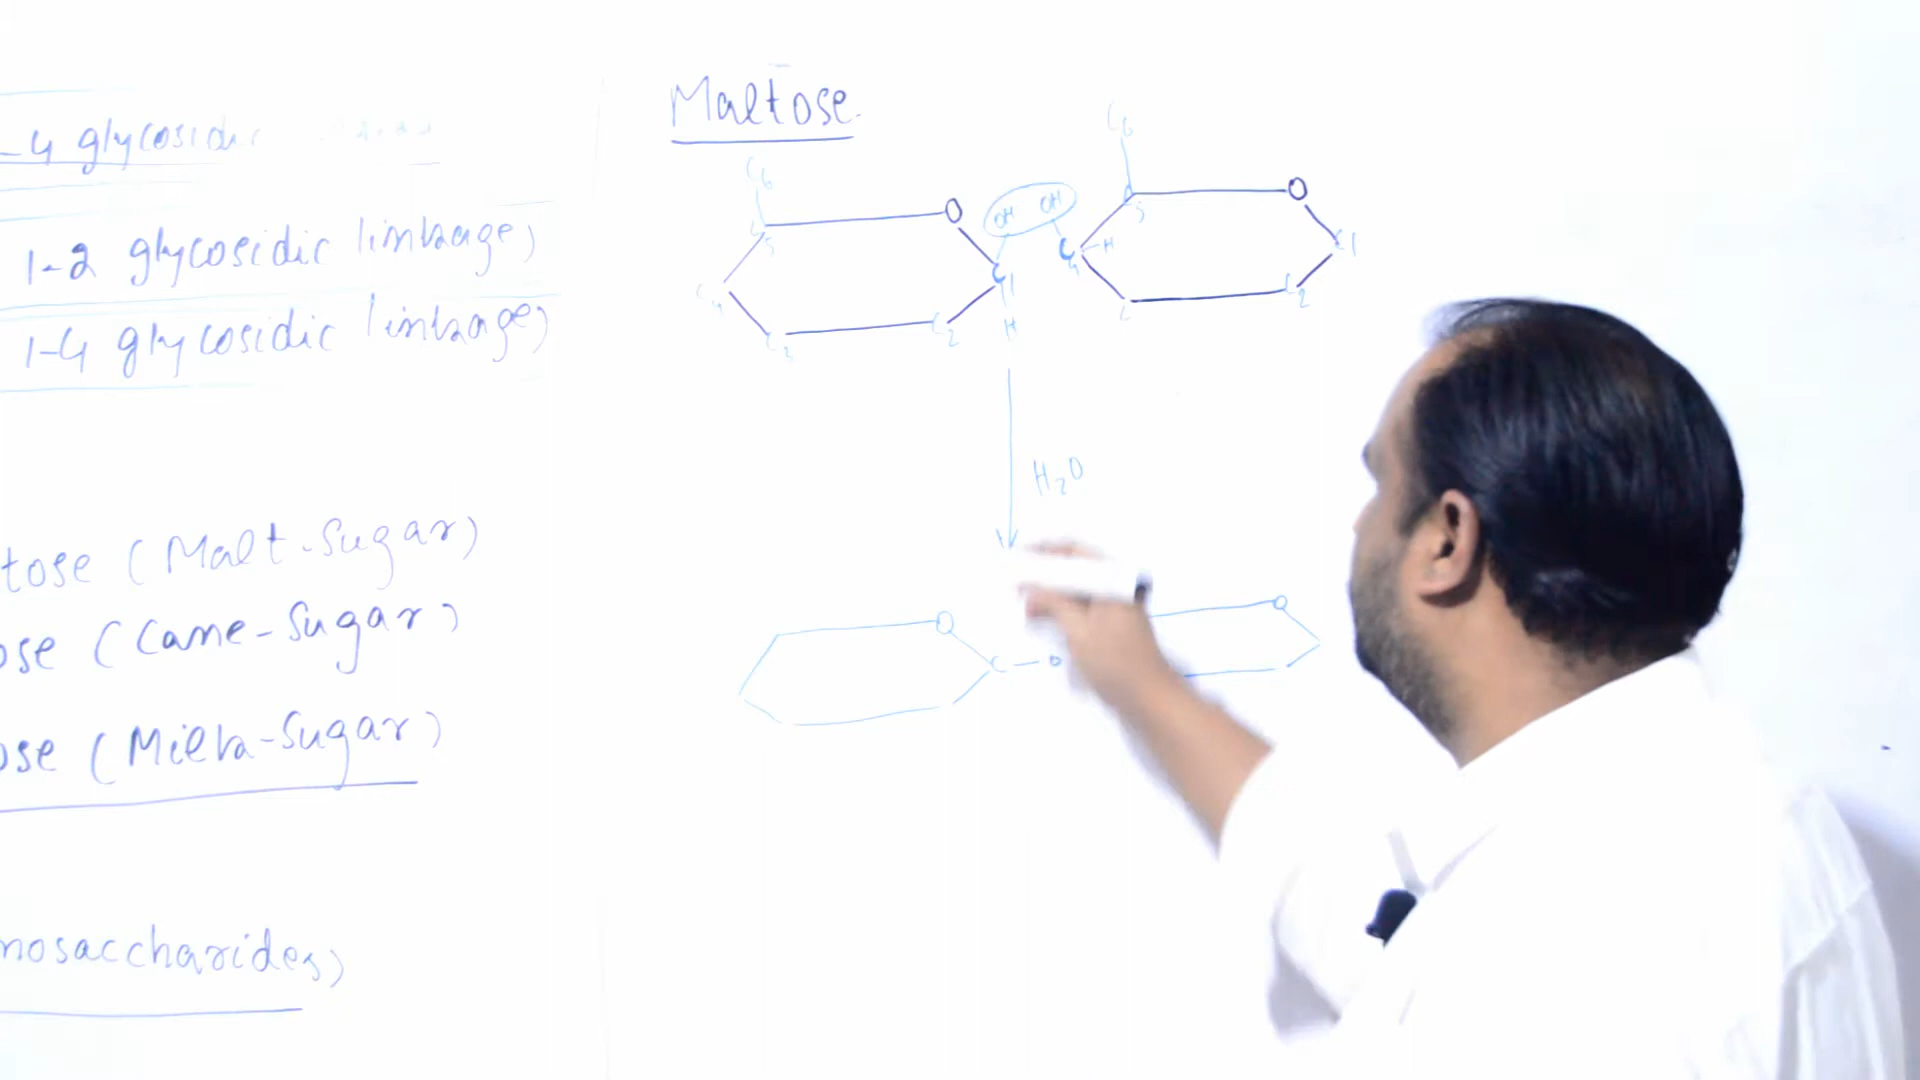 -4 glycosidic
1-2 glycosidic linkage)
1-4 glycosidic linkage)
tose (Malt-Sugar)
ose (Cane-Sugar)
ose (Milk-Sugar)
nosaccharides)
Maltose.
C6
C6
O
OH OH
C5
O
C5
C4
H
C1
C4
C1
C3
C2
H
C
C2
H2O
O
C - O
O